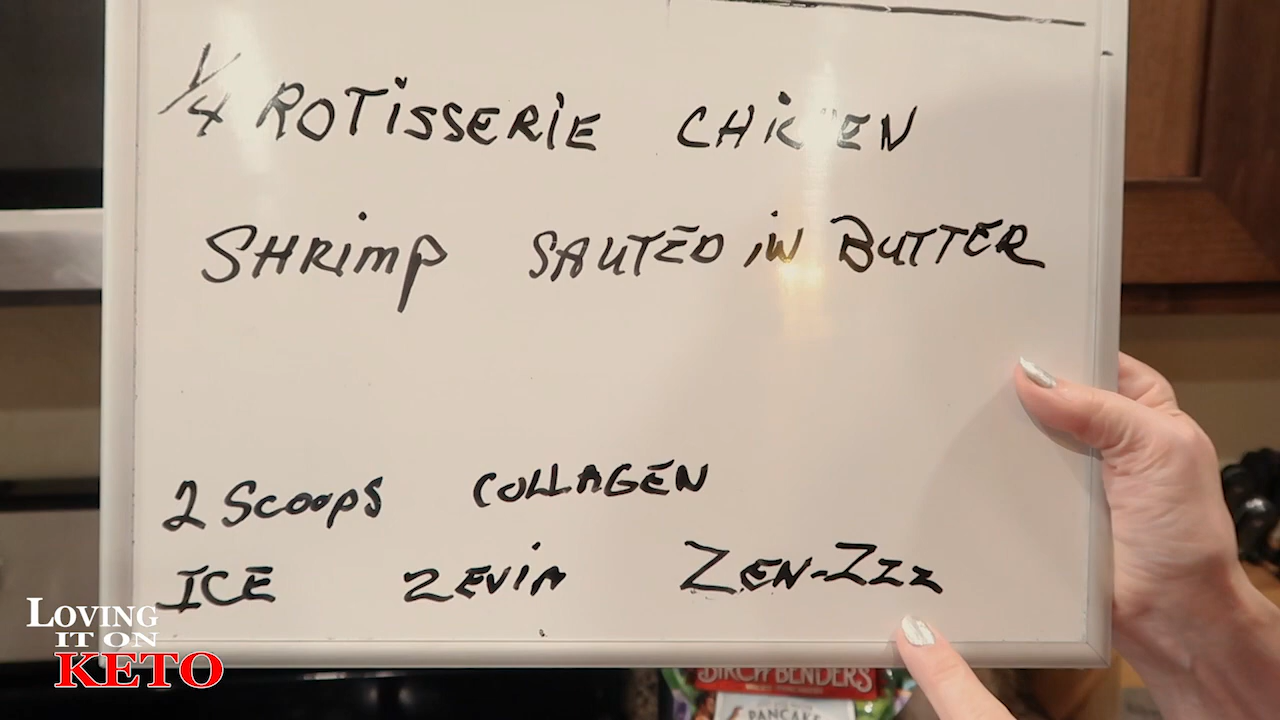 1/4 ROTiSSERiE CHiCKEN
SHRimp SAUTED iN BUTTER
2 Scoops COLLAGEN
ICE ZEViA ZEN-ZZZ
LOVING
IT ON
KETO
BIRCH BENDERS
PANCAKE